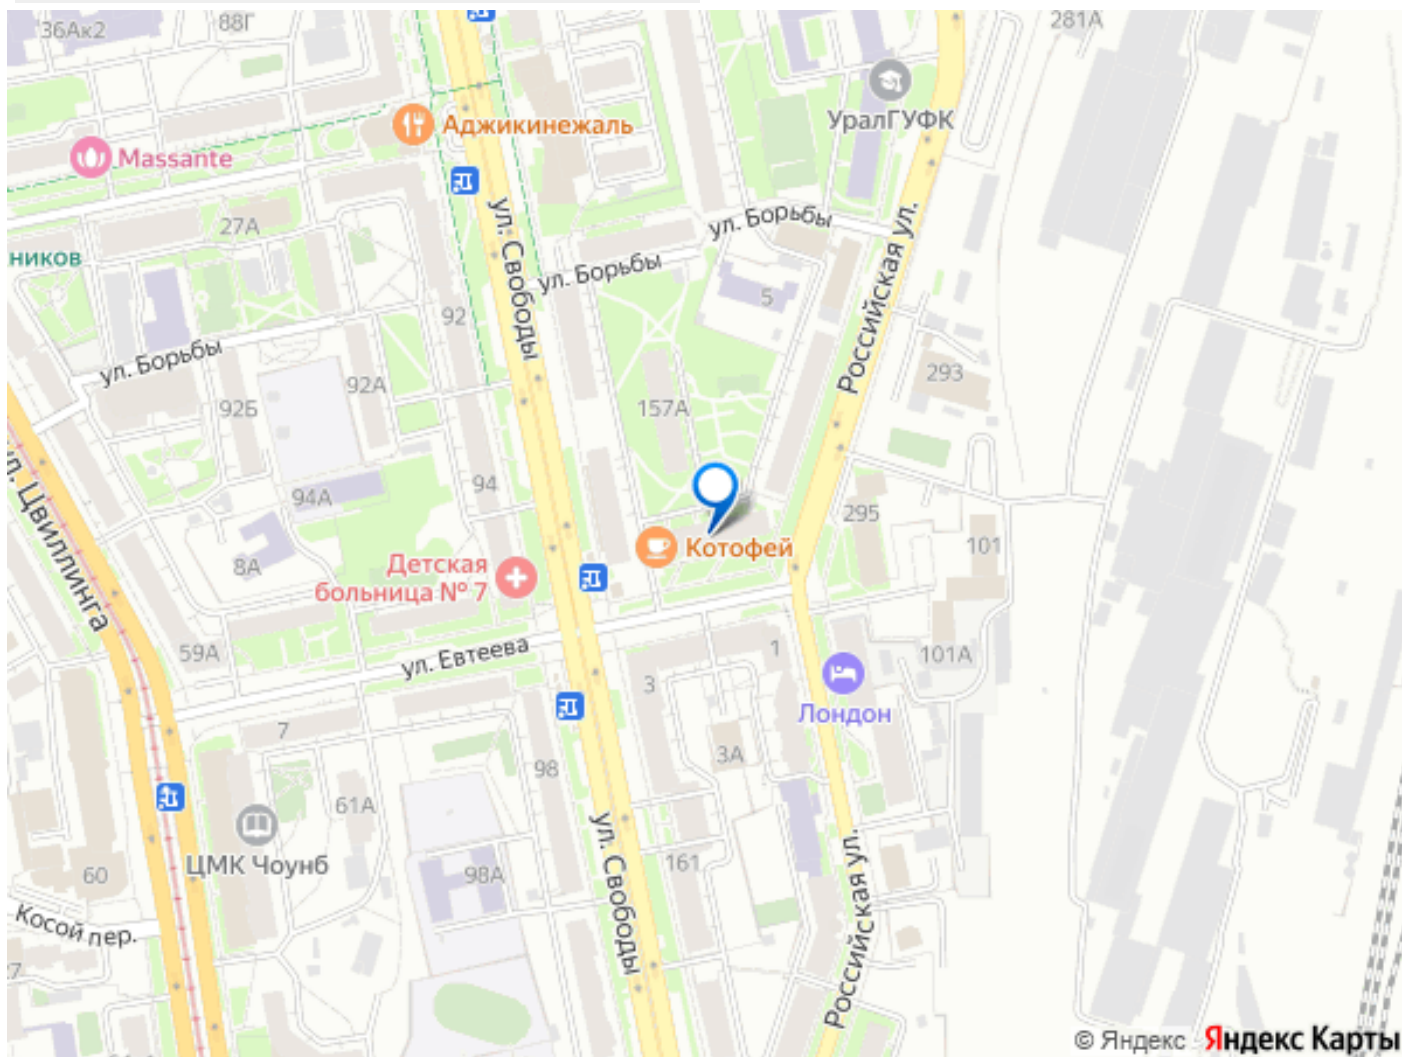 36Ак2
88Г
281А
Аджикинежаль
УралГУФК
Massante
27А
ул. Борьбы
ников
ул. Свободы
ул. Борьбы
5
Российская ул.
92
ул. Борьбы
92А
293
92Б
157А
ул. Цвиллинга
94А
94
295
101
8А
Детская
больница № 7
Котофей
59А
ул. Евтеева
1
101А
3
Лондон
7
3А
98
61А
ул. Свободы
ЦМК Чоунб
161
Российская ул.
60
98А
Косой пер.
27
© Яндекс Яндекс Карты